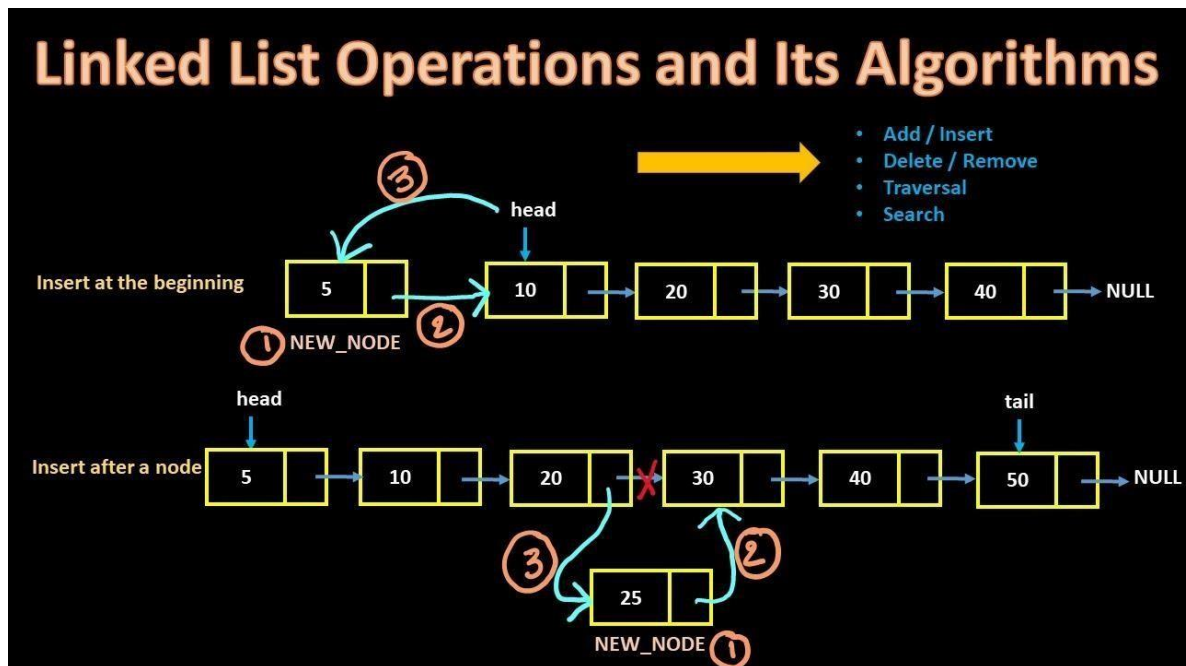 Linked List Operations and Its Algorithms
• Add / Insert
• Delete / Remove
• Traversal
• Search
3
head
Insert at the beginning
5
10
20
30
40
NULL
2
1 NEW_NODE
head
tail
Insert after a node
5
10
20
30
40
50
NULL
X
3
2
25
NEW_NODE 1